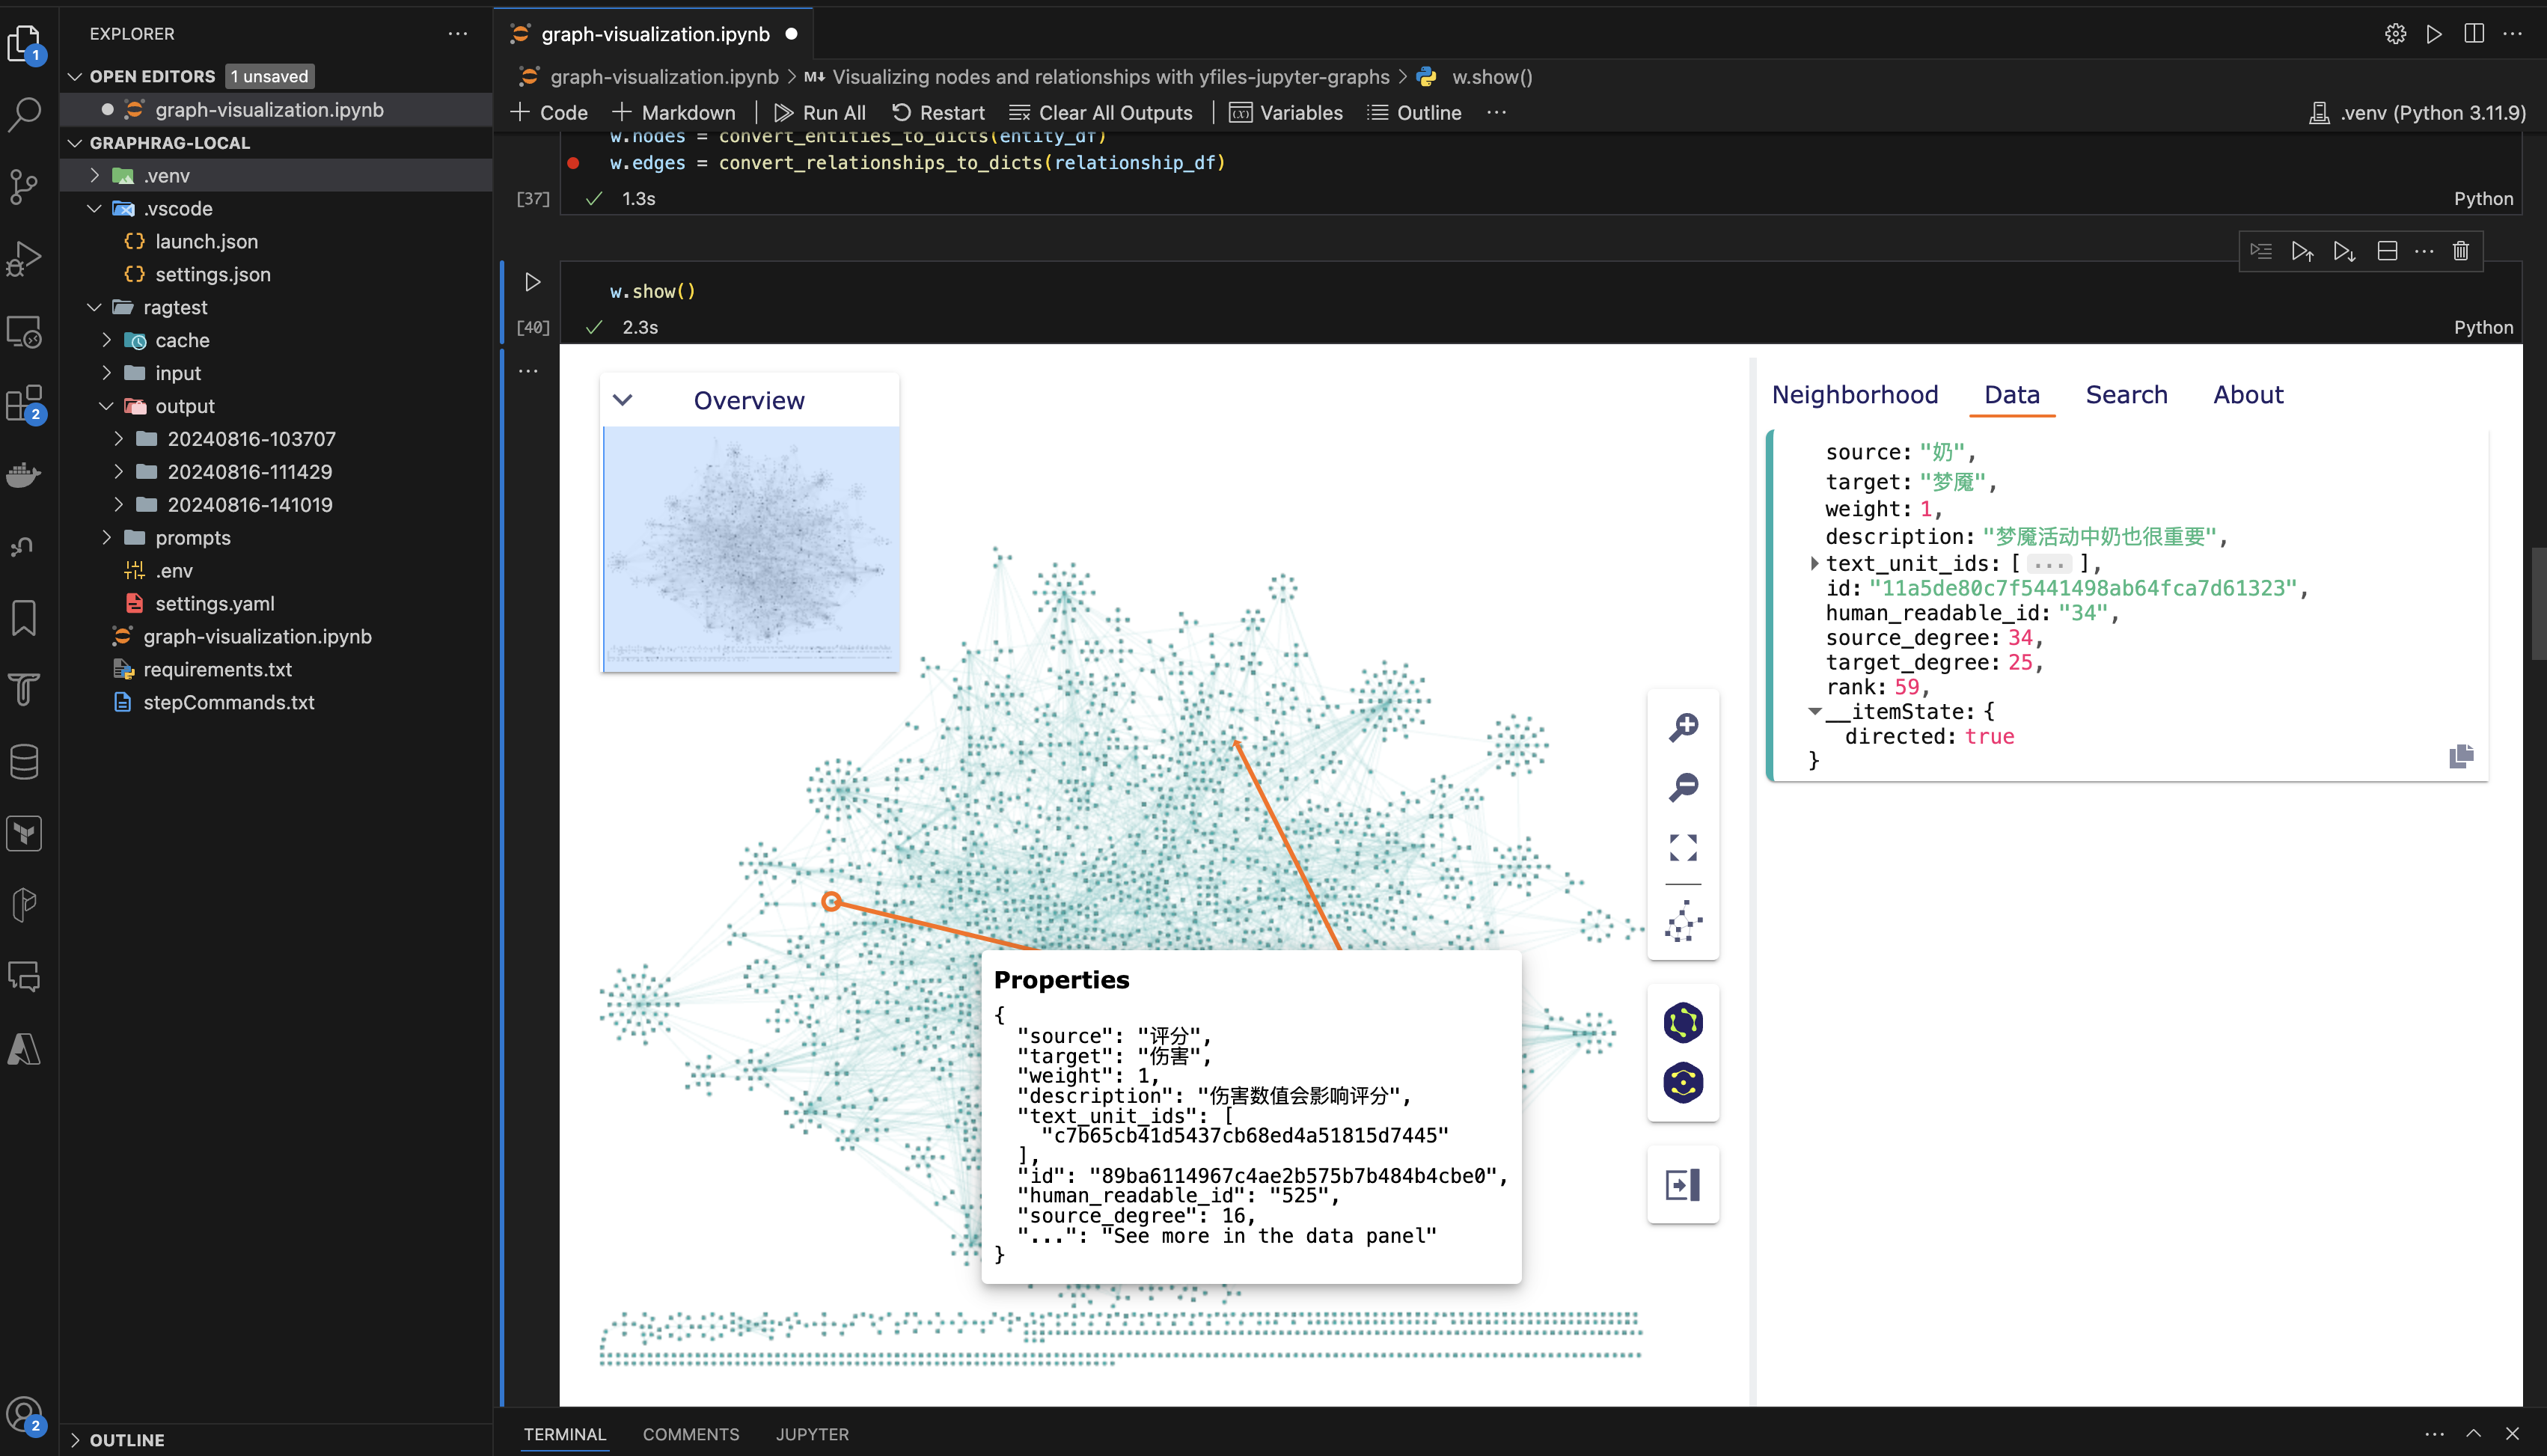 EXPLORER
OPEN EDITORS 1 unsaved
graph-visualization.ipynb
GRAPHRAG-LOCAL
.venv
.vscode
launch.json
settings.json
ragtest
cache
input
output
20240816-103707
20240816-111429
20240816-141019
prompts
.env
settings.yaml
graph-visualization.ipynb
requirements.txt
stepCommands.txt
OUTLINE
1
2
2
graph-visualization.ipynb
graph-visualization.ipynb > M↓ Visualizing nodes and relationships with yfiles-jupyter-graphs > w.show()
+ Code + Markdown | Run All Restart Clear All Outputs | Variables Outline ...
.venv (Python 3.11.9)
w.nodes = convert_entities_to_dicts(entity_df)
w.edges = convert_relationships_to_dicts(relationship_df)
[37] ✓ 1.3s Python
w.show()
[40] ✓ 2.3s Python
Overview
Neighborhood Data Search About
source: "奶",
target: "梦魇",
weight: 1,
description: "梦魇活动中奶也很重要",
text_unit_ids: [ ... ],
id: "11a5de80c7f5441498ab64fca7d61323",
human_readable_id: "34",
source_degree: 34,
target_degree: 25,
rank: 59,
__itemState: {
directed: true
}
Properties
{
"source": "评分",
"target": "伤害",
"weight": 1,
"description": "伤害数值会影响评分",
"text_unit_ids": [
"c7b65cb41d5437cb68ed4a51815d7445"
],
"id": "89ba6114967c4ae2b575b7b484b4cbe0",
"human_readable_id": "525",
"source_degree": 16,
"...": "See more in the data panel"
}
TERMINAL COMMENTS JUPYTER